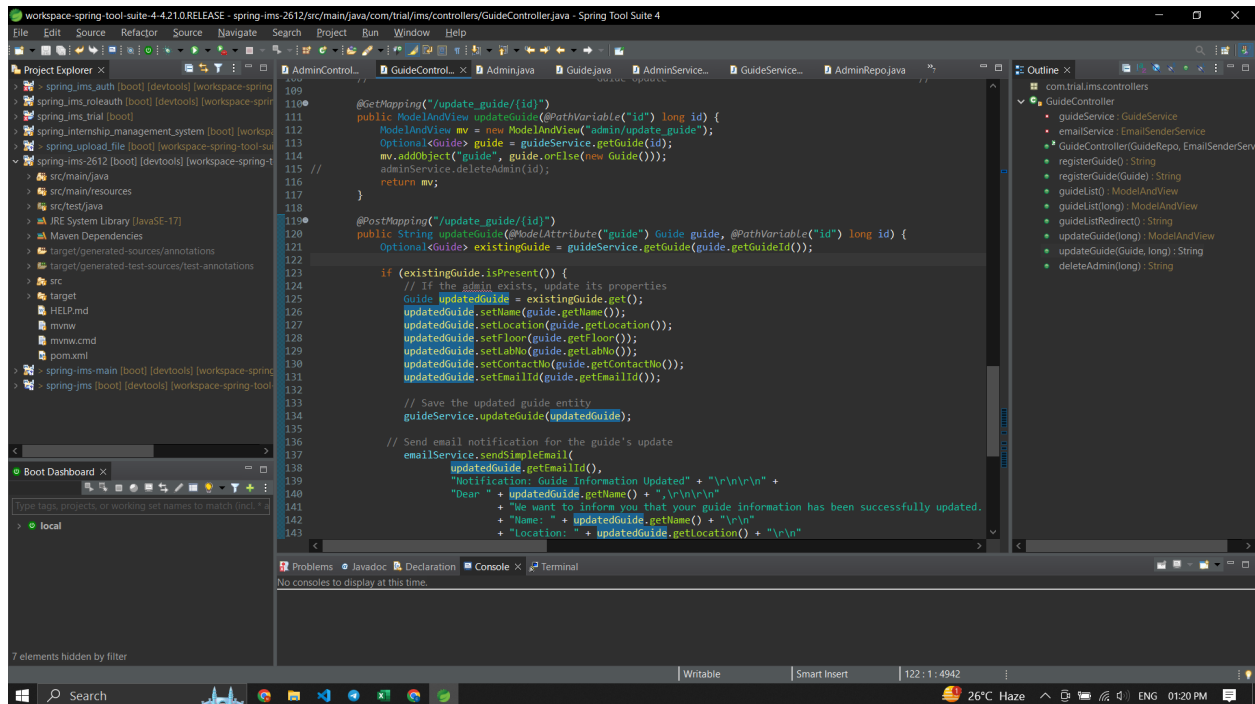 workspace-spring-tool-suite-4-4.21.0.RELEASE - spring-ims-2612/src/main/java/com/trial/ims/controllers/GuideController.java - Spring Tool Suite 4
File Edit Source Refactor Source Navigate Search Project Run Window Help
Project Explorer
> spring_ims_auth [boot] [devtools] [workspace-spring
spring_ims_roleauth [boot] [devtools] [workspace-sprin
spring_ims_trial [boot]
spring_internship_management_system [boot] [workspa
> spring_upload_file [boot] [workspace-spring-tool-sui
spring-ims-2612 [boot] [devtools] [workspace-spring-t
src/main/java
src/main/resources
src/test/java
JRE System Library [JavaSE-17]
Maven Dependencies
target/generated-sources/annotations
target/generated-test-sources/test-annotations
src
target
HELP.md
mvnw
mvnw.cmd
pom.xml
> spring-ims-main [boot] [devtools] [workspace-spring
> spring-jms [boot] [devtools] [workspace-spring-tool-
Boot Dashboard
Type tags, projects, or working set names to match (incl. * a
local
7 elements hidden by filter
AdminControl... GuideControl... Admin.java Guide.java AdminService... GuideService... AdminRepo.java
108 // Guide Update //
109
110 @GetMapping("/update_guide/{id}")
111 public ModelAndView updateGuide(@PathVariable("id") long id) {
112 ModelAndView mv = new ModelAndView("admin/update_guide");
113 Optional<Guide> guide = guideService.getGuide(id);
114 mv.addObject("guide", guide.orElse(new Guide()));
115 // adminService.deleteAdmin(id);
116 return mv;
117 }
118
119 @PostMapping("/update_guide/{id}")
120 public String updateGuide(@ModelAttribute("guide") Guide guide, @PathVariable("id") long id) {
121 Optional<Guide> existingGuide = guideService.getGuide(guide.getGuideId());
122
123 if (existingGuide.isPresent()) {
124 // If the admin exists, update its properties
125 Guide updatedGuide = existingGuide.get();
126 updatedGuide.setName(guide.getName());
127 updatedGuide.setLocation(guide.getLocation());
128 updatedGuide.setFloor(guide.getFloor());
129 updatedGuide.setLabNo(guide.getLabNo());
130 updatedGuide.setContactNo(guide.getContactNo());
131 updatedGuide.setEmailId(guide.getEmailId());
132
133 // Save the updated guide entity
134 guideService.updateGuide(updatedGuide);
135
136 // Send email notification for the guide's update
137 emailService.sendSimpleEmail(
138 updatedGuide.getEmailId(),
139 "Notification: Guide Information Updated" + "\r\n\r\n" +
140 "Dear " + updatedGuide.getName() + ",\r\n\r\n"
141 + "We want to inform you that your guide information has been successfully updated.
142 + "Name: " + updatedGuide.getName() + "\r\n"
143 + "Location: " + updatedGuide.getLocation() + "\r\n"
Problems Javadoc Declaration Console Terminal
No consoles to display at this time.
Outline
com.trial.ims.controllers
GuideController
guideService : GuideService
emailService : EmailSenderService
GuideController(GuideRepo, EmailSenderServ
registerGuide() : String
registerGuide(Guide) : String
guideList() : ModelAndView
guideList(long) : ModelAndView
guideListRedirect() : String
updateGuide(long) : ModelAndView
updateGuide(Guide, long) : String
deleteAdmin(long) : String
Writable Smart Insert 122 : 1 : 4942
Search
26°C Haze ENG 01:20 PM